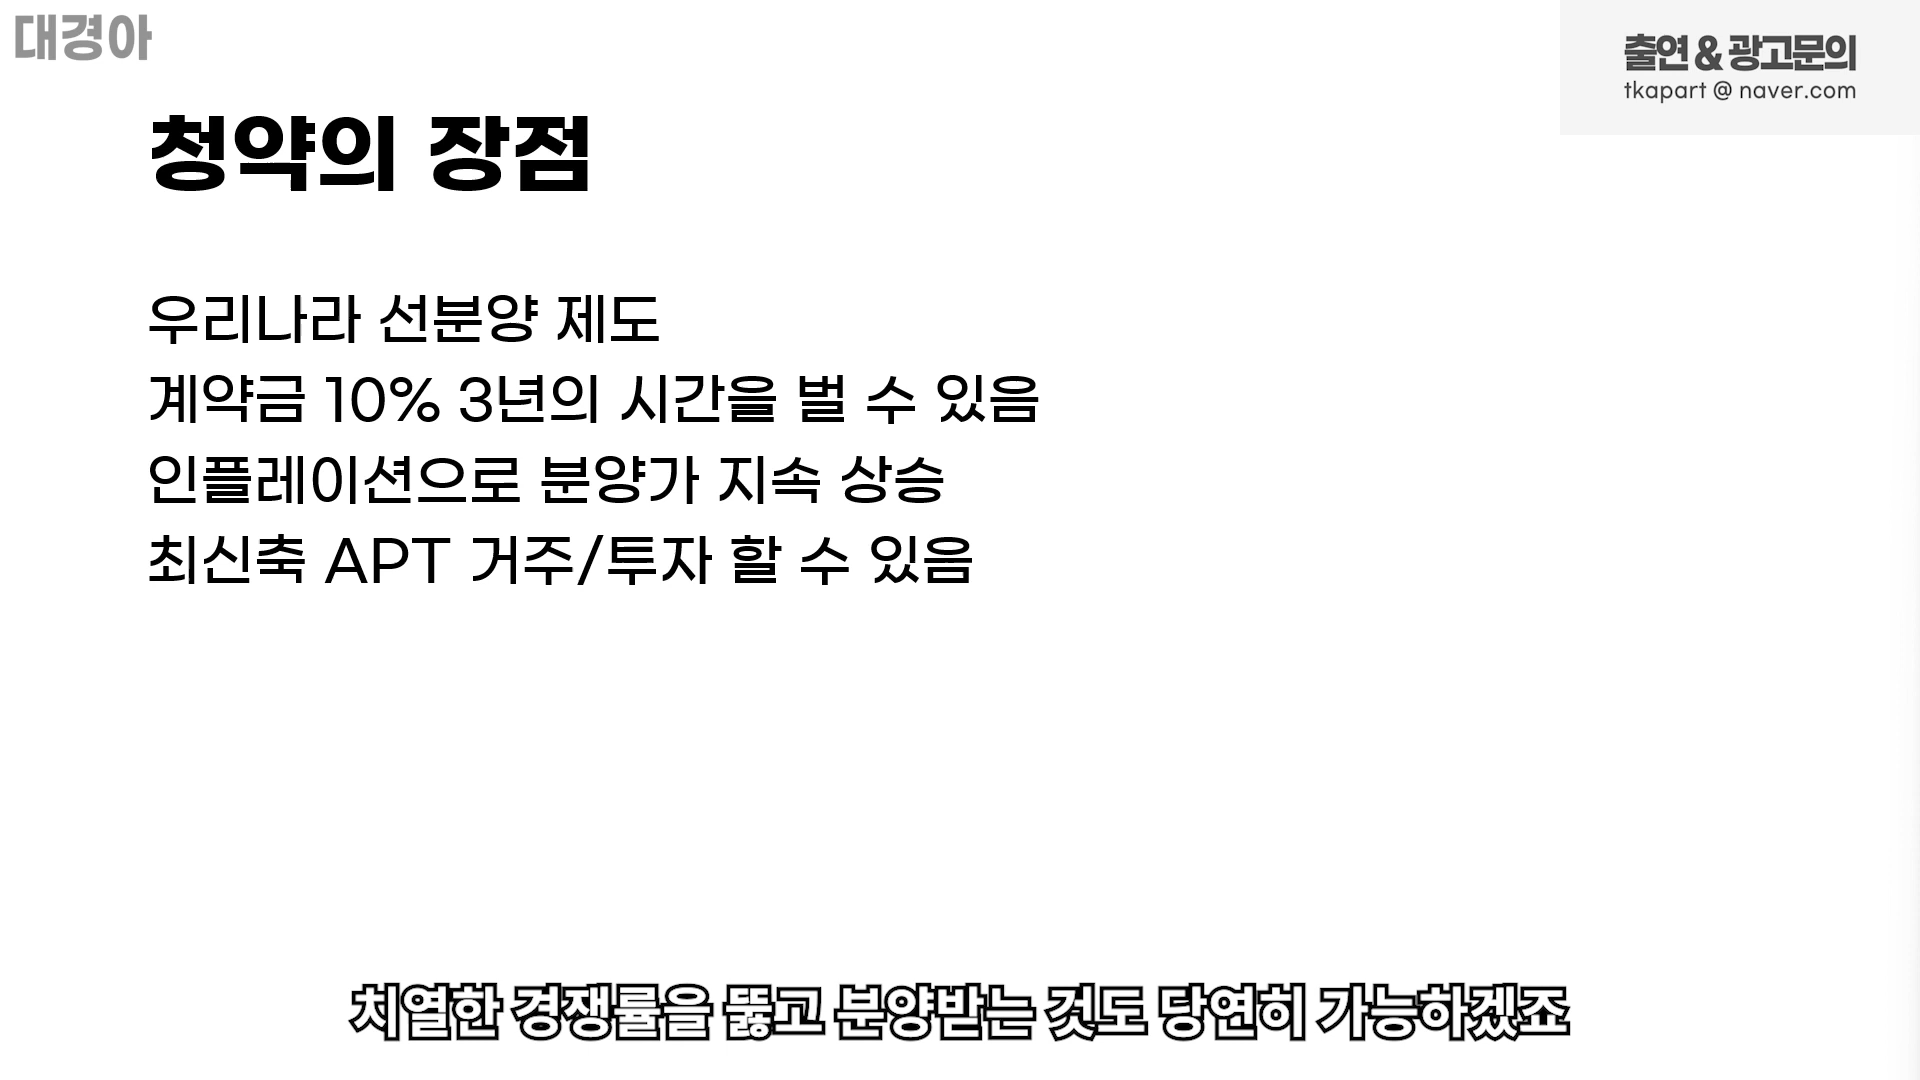 대경아
출연 & 광고문의
tkapart @ naver.com
청약의 장점
우리나라 선분양 제도
계약금 10% 3년의 시간을 벌 수 있음
인플레이션으로 분양가 지속 상승
최신축 APT 거주/투자 할 수 있음
치열한 경쟁률을 뚫고 분양받는 것도 당연히 가능하겠죠